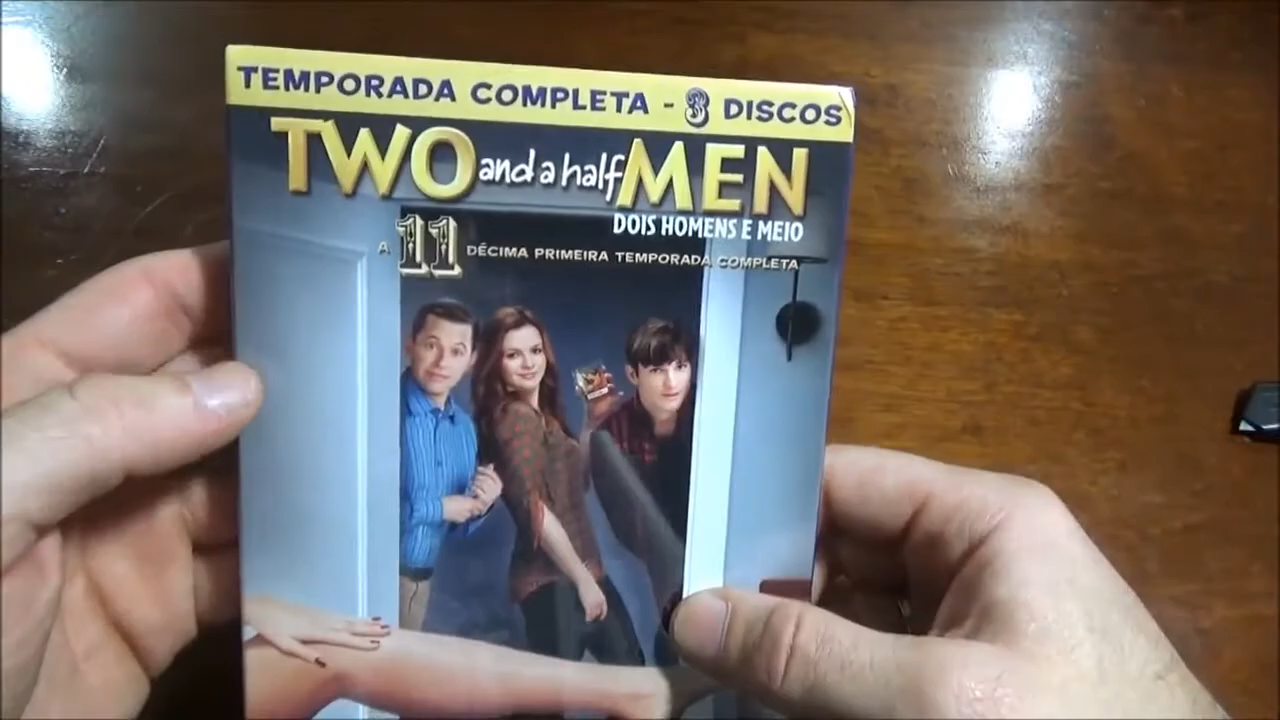 TEMPORADA COMPLETA - 3 DISCOS
TWO and a half MEN
DOIS HOMENS E MEIO
A 11 DÉCIMA PRIMEIRA TEMPORADA COMPLETA